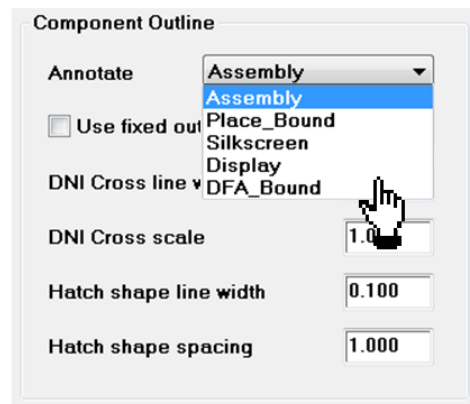 Component Outline
Annotate Assembly
Assembly
Place_Bound
Use fixed
Silkscreen
Display
DNI Cross line
DFA_Bound
DNI Cross scale
Hatch shape line width 0.100
Hatch shape spacing 1.000